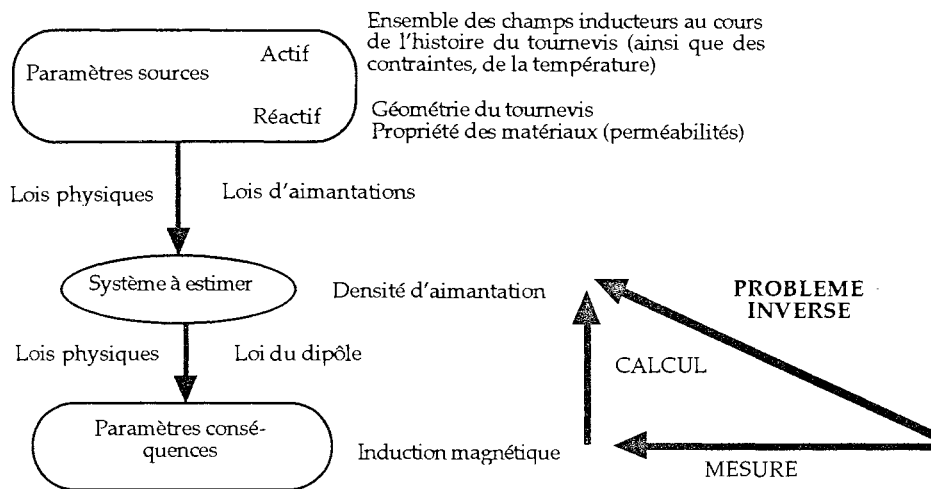 Ensemble des champs inducteurs au cours
de l'histoire du tournevis (ainsi que des
contraintes, de la température)
Actif
Paramètres sources
Réactif
Géométrie du tournevis
Propriété des matériaux (perméabilités)
Lois physiques
Lois d'aimantations
Système à estimer
Densité d'aimantation
PROBLEME
INVERSE
Lois physiques
Loi du dipôle
CALCUL
Paramètres consé-
quences
Induction magnétique
MESURE